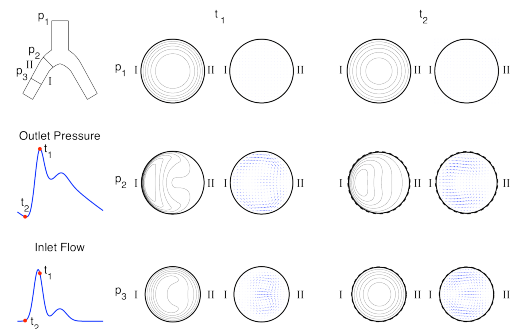 t1 t2
p1
p2
II
p3
I
p1 I II I II I II I II
Outlet Pressure
t1
t2
p2 I II I II I II I II
Inlet Flow
t1
t2
p3 I II I II I II I II